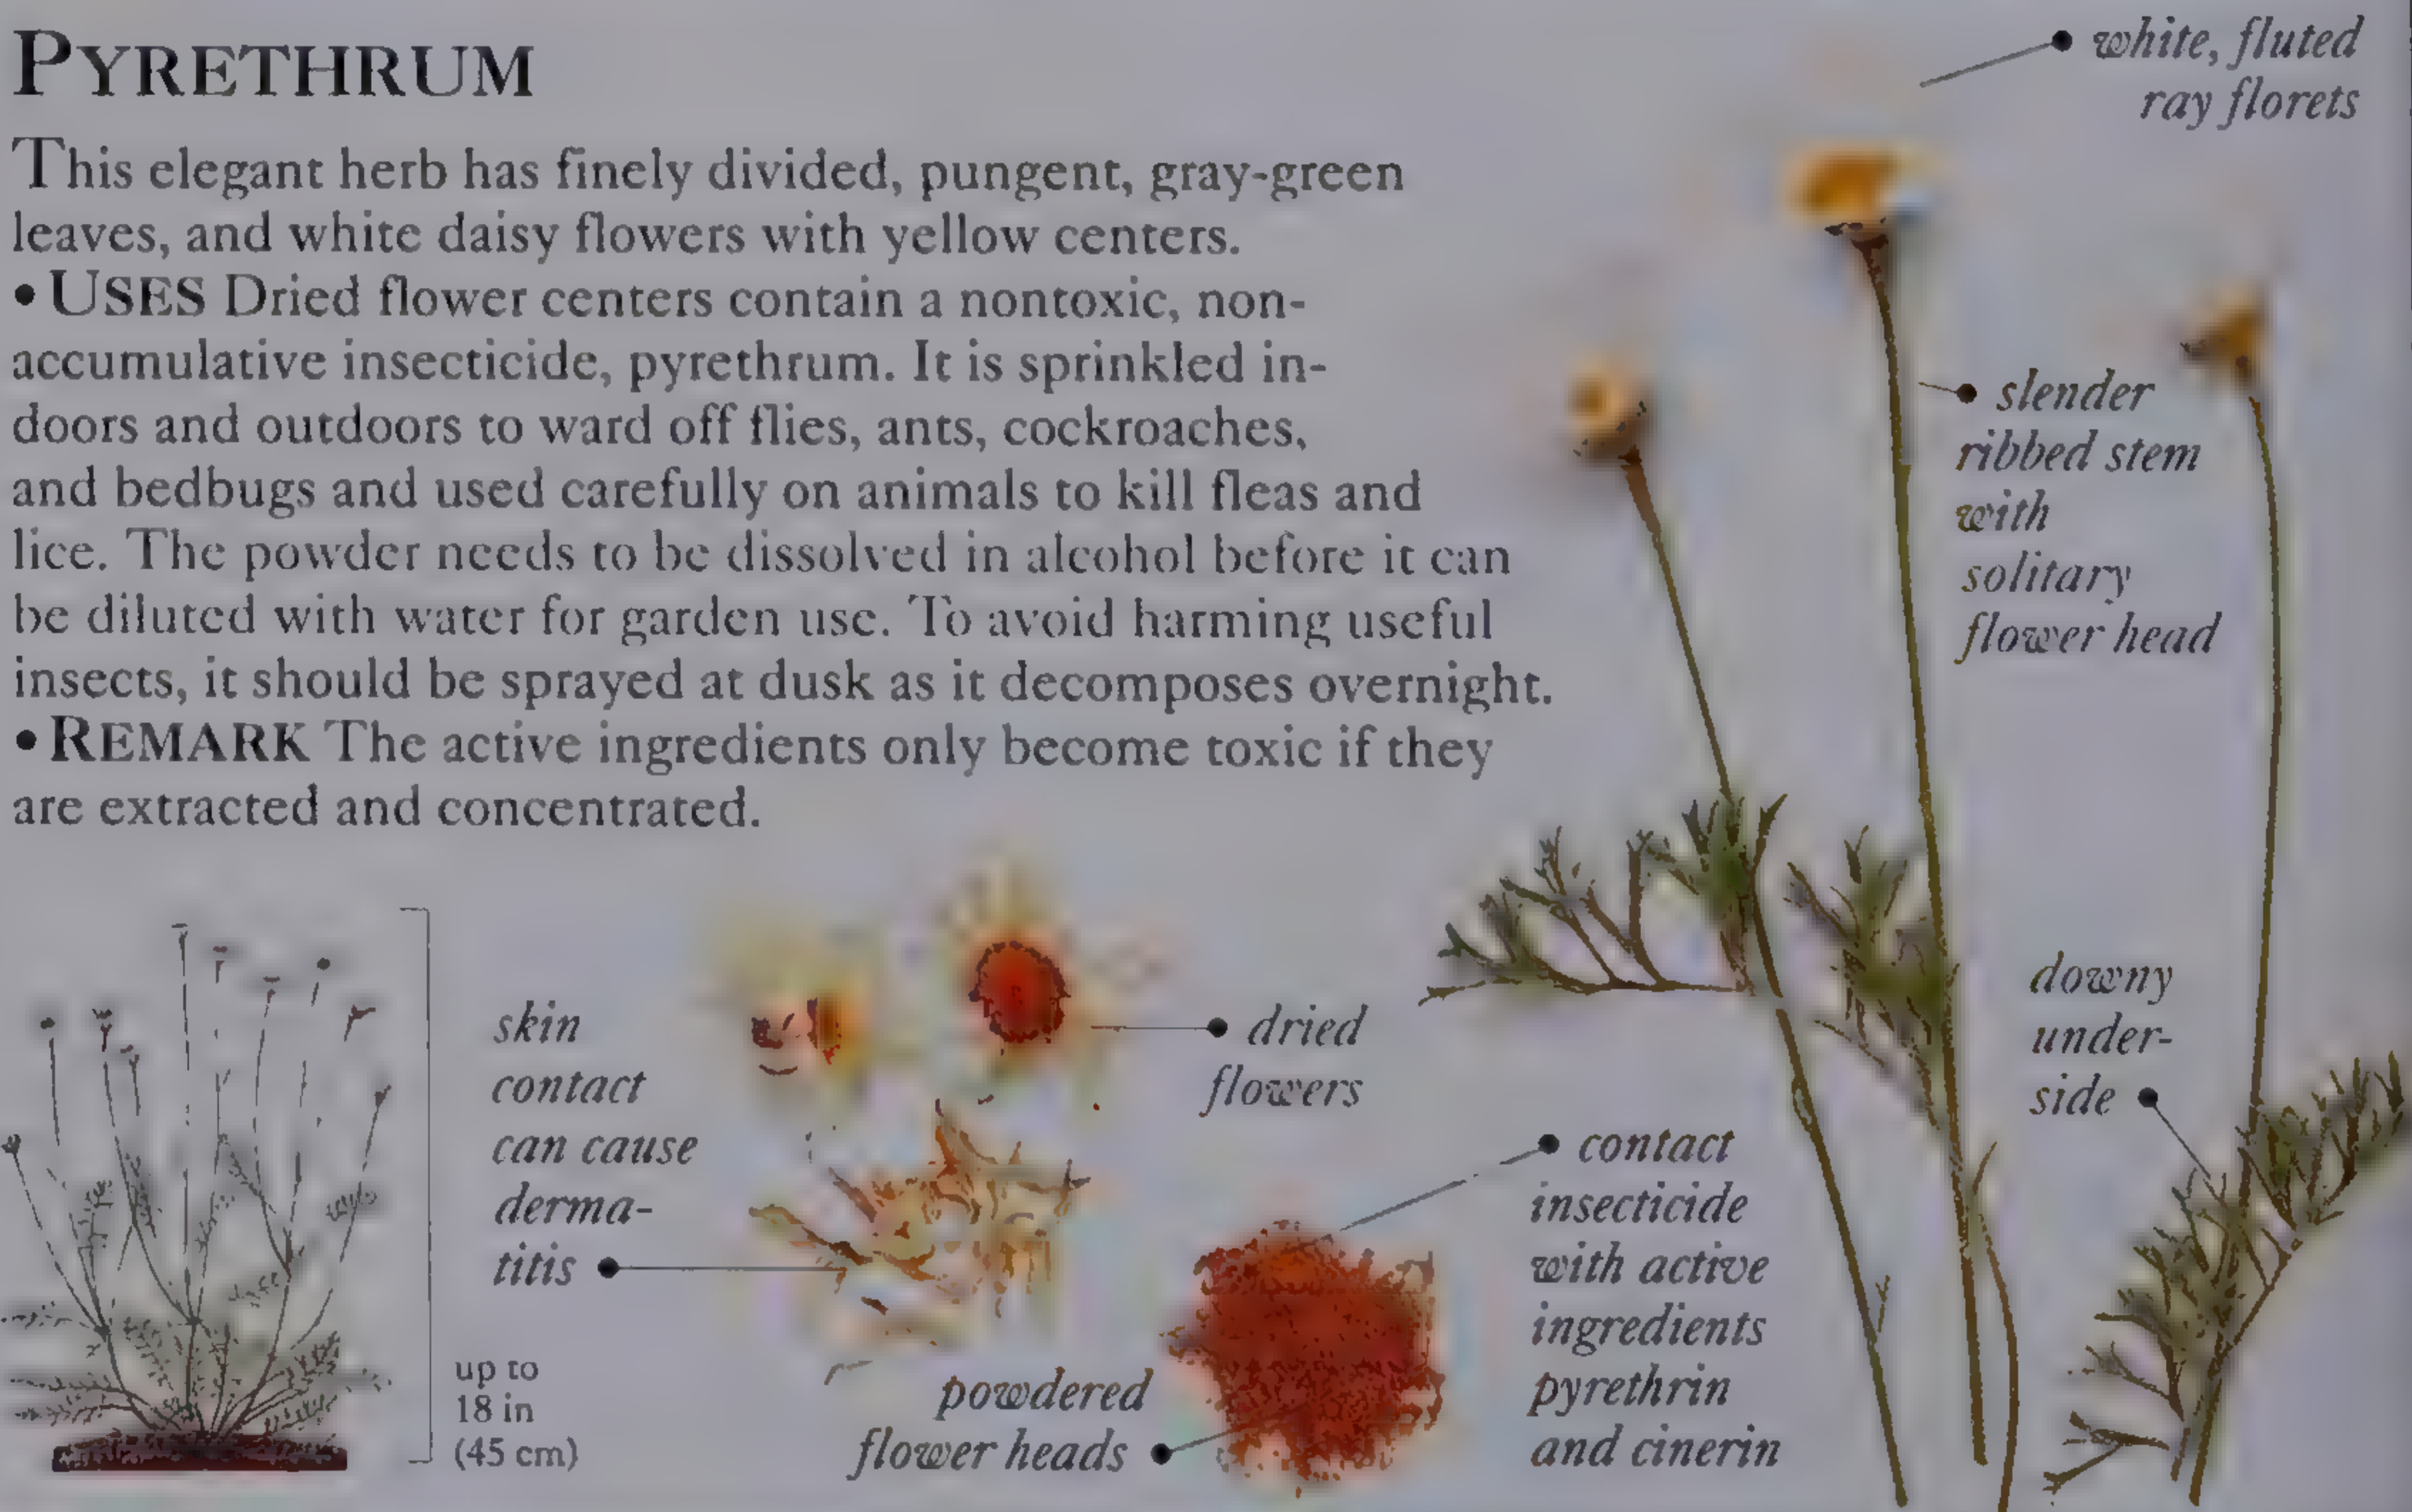 PYRETHRUM
This elegant herb has finely divided, pungent, gray-green
leaves, and white daisy flowers with yellow centers.
• USES Dried flower centers contain a nontoxic, non-
accumulative insecticide, pyrethrum. It is sprinkled in-
doors and outdoors to ward off flies, ants, cockroaches,
and bedbugs and used carefully on animals to kill fleas and
lice. The powder needs to be dissolved in alcohol before it can
be diluted with water for garden use. To avoid harming useful
insects, it should be sprayed at dusk as it decomposes overnight.
• REMARK The active ingredients only become toxic if they
are extracted and concentrated.
white, fluted
ray florets
slender
ribbed stem
with
solitary
flower head
downy
under-
side
skin
contact
can cause
derma-
titis
dried
flowers
contact
insecticide
with active
ingredients
pyrethrin
and cinerin
powdered
flower heads
up to
18 in
(45 cm)